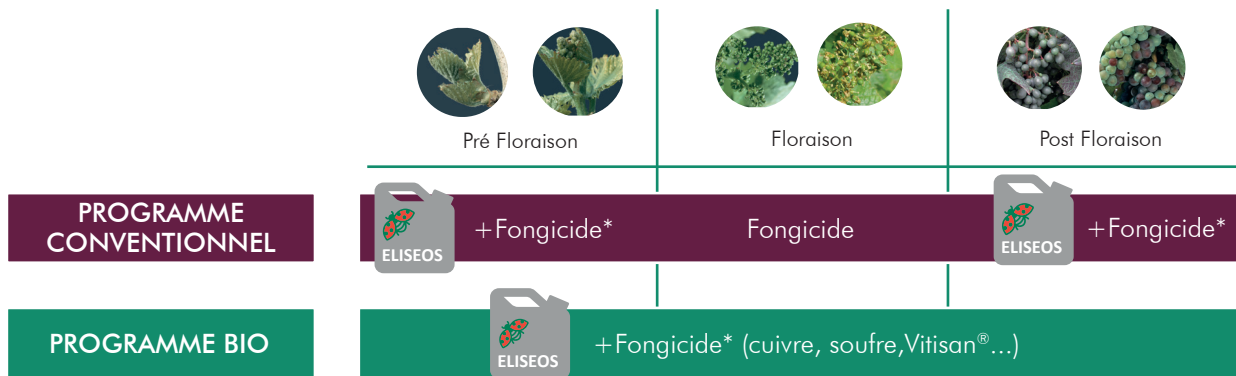 Pré Floraison
Floraison
Post Floraison
PROGRAMME
CONVENTIONNEL
ELISEOS
+Fongicide*
Fongicide
ELISEOS
+Fongicide*
PROGRAMME BIO
ELISEOS
+Fongicide* (cuivre, soufre,Vitisan®...)